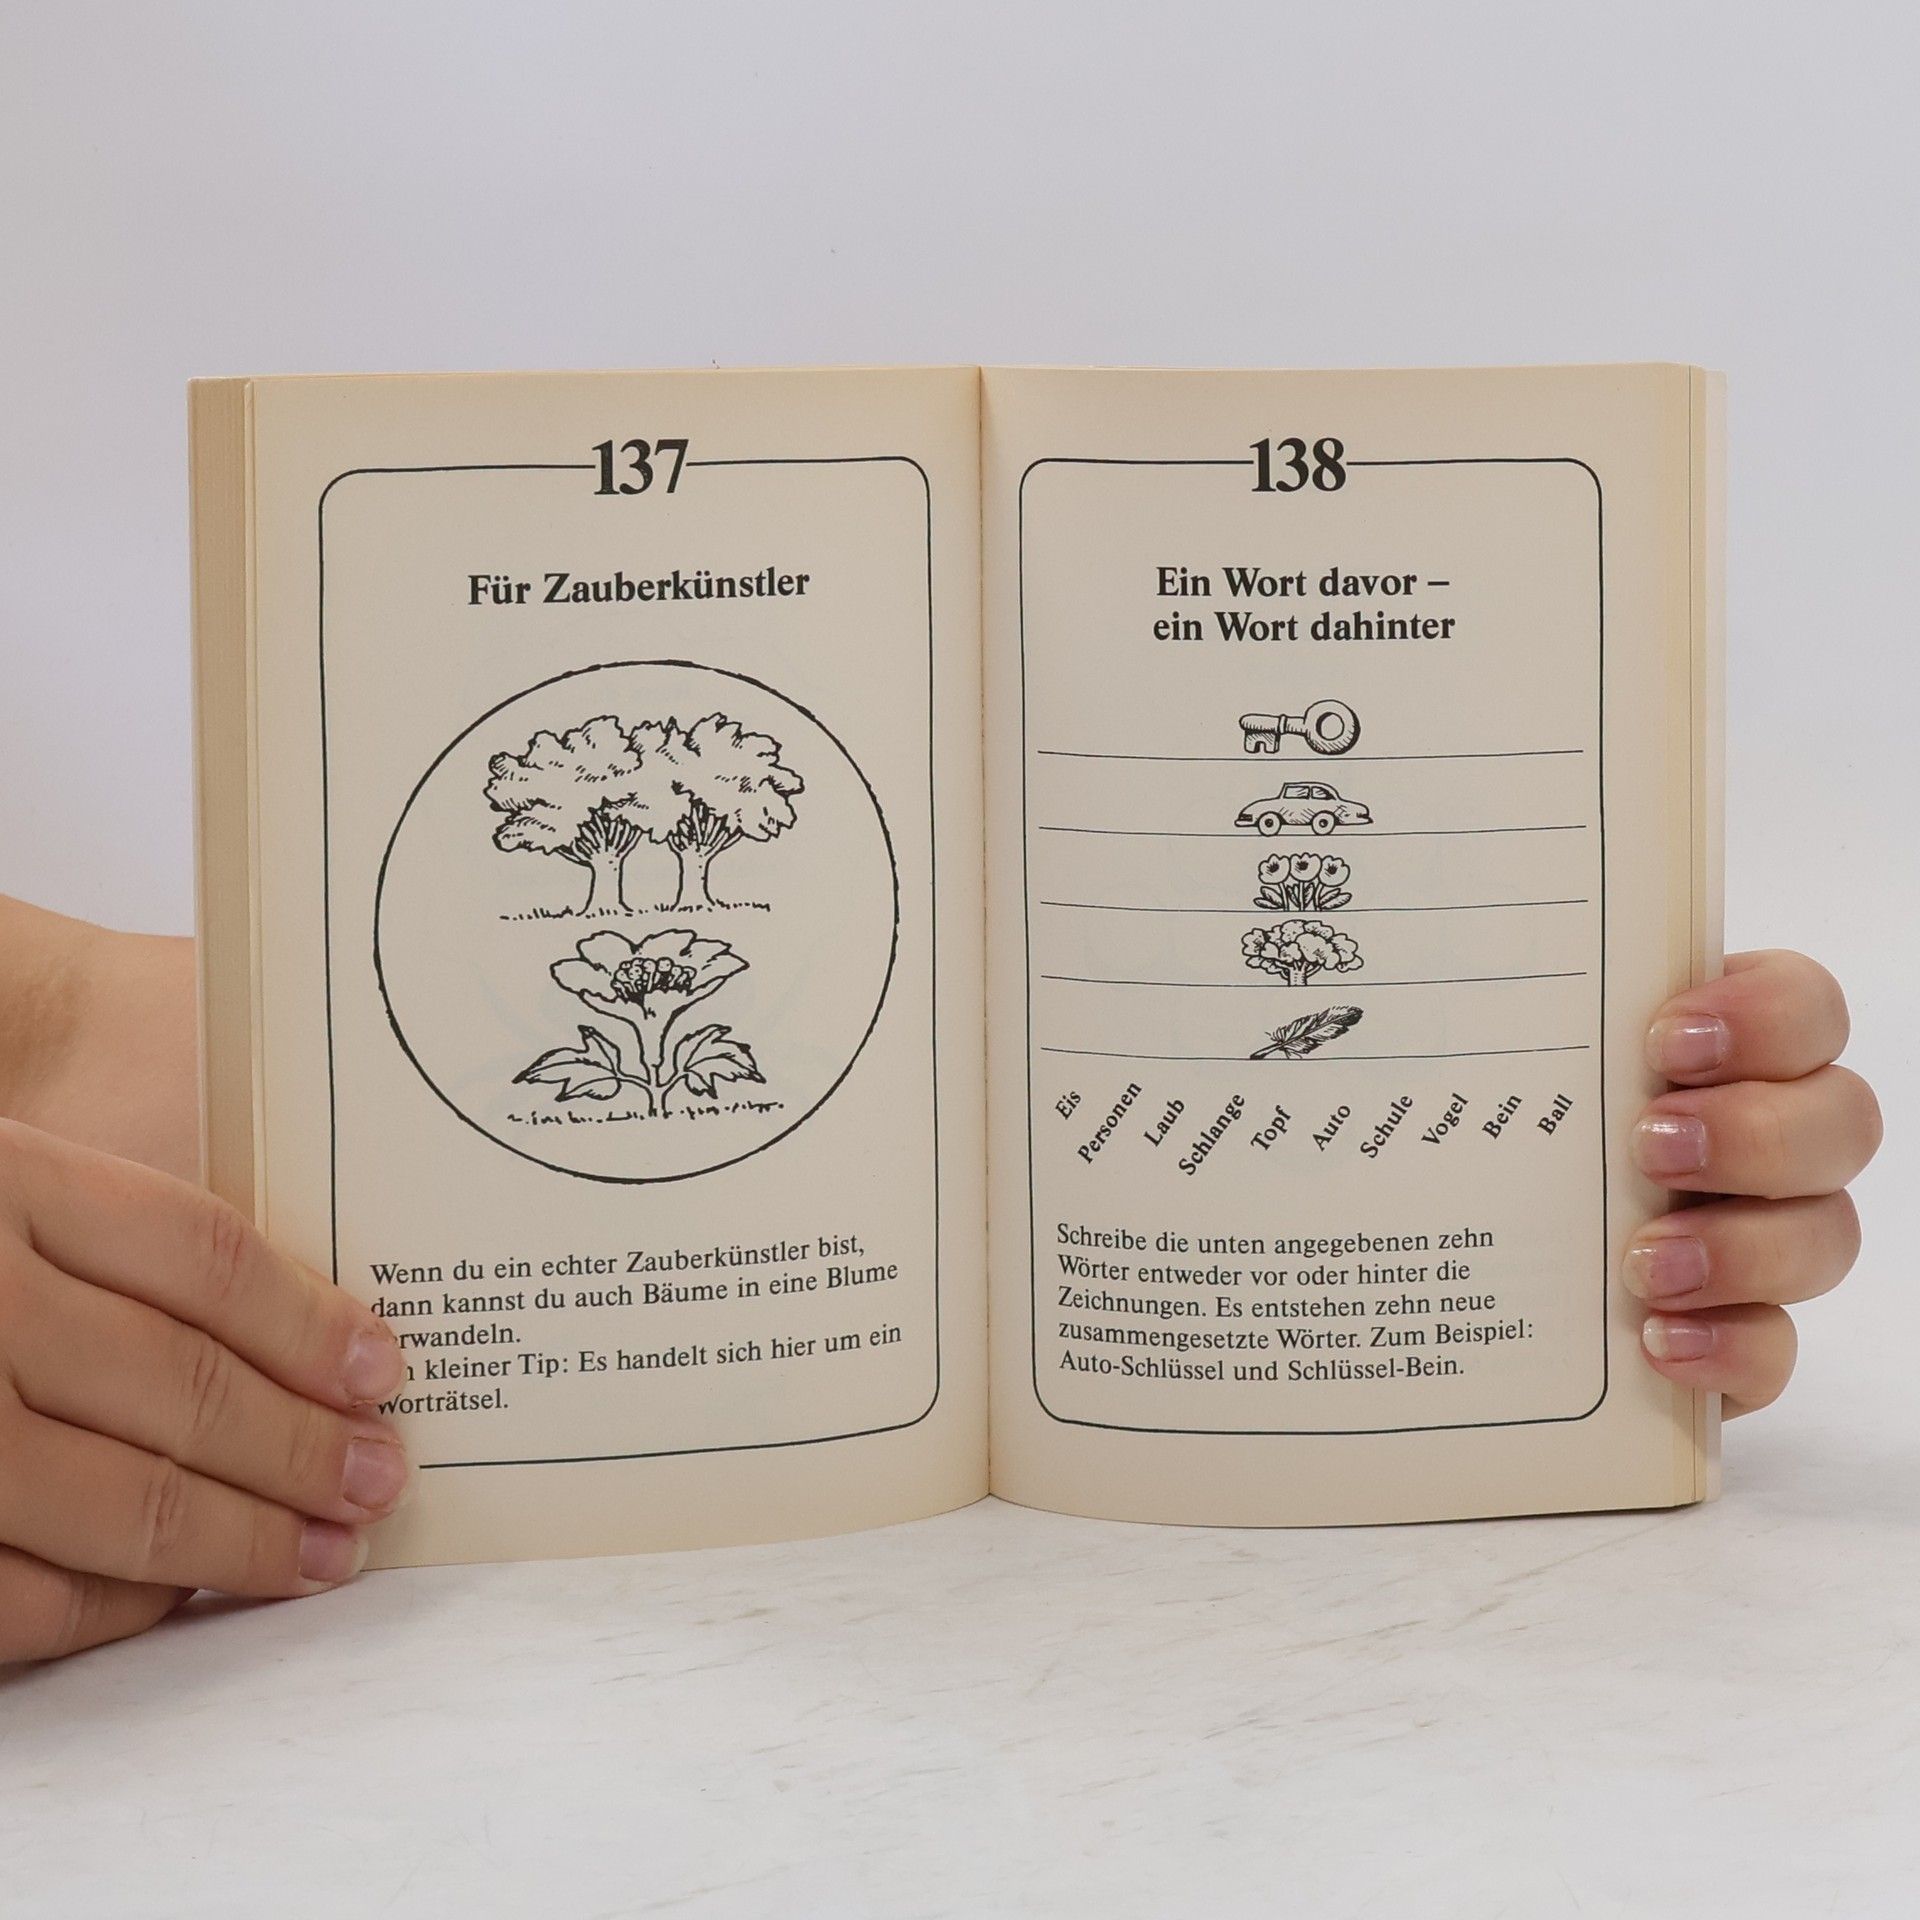 137
Für Zauberkünstler
Wenn du ein echter Zauberkünstler bist,
dann kannst du auch Bäume in eine Blume
erwandeln.
kleiner Tip: Es handelt sich hier um ein
Worträtsel.
138
Ein Wort davor –
ein Wort dahinter
Eis
Personen
Laub
Schlange
Topf
Auto
Schule
Vogel
Bein
Ball
Schreibe die unten angegebenen zehn
Wörter entweder vor oder hinter die
Zeichnungen. Es entstehen zehn neue
zusammengesetzte Wörter. Zum Beispiel:
Auto-Schlüssel und Schlüssel-Bein.